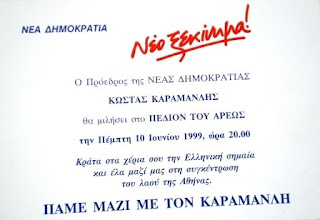 ΝΕΑ ΔΗΜΟΚΡΑΤΙΑ
Νέο ξεκίνημα!
Ο Πρόεδρος της ΝΕΑΣ ΔΗΜΟΚΡΑΤΙΑΣ
ΚΩΣΤΑΣ ΚΑΡΑΜΑΝΛΗΣ
θα μιλήσει στο ΠΕΔΙΟΝ ΤΟΥ ΑΡΕΩΣ
την Πέμπτη 10 Ιουνίου 1999, ώρα 20.00
Κράτα στα χέρια σου την Ελληνική σημαία
και έλα μαζί μας στη συγκέντρωση
του λαού της Αθήνας.
ΠΑΜΕ ΜΑΖΙ ΜΕ ΤΟΝ ΚΑΡΑΜΑΝΛΗ